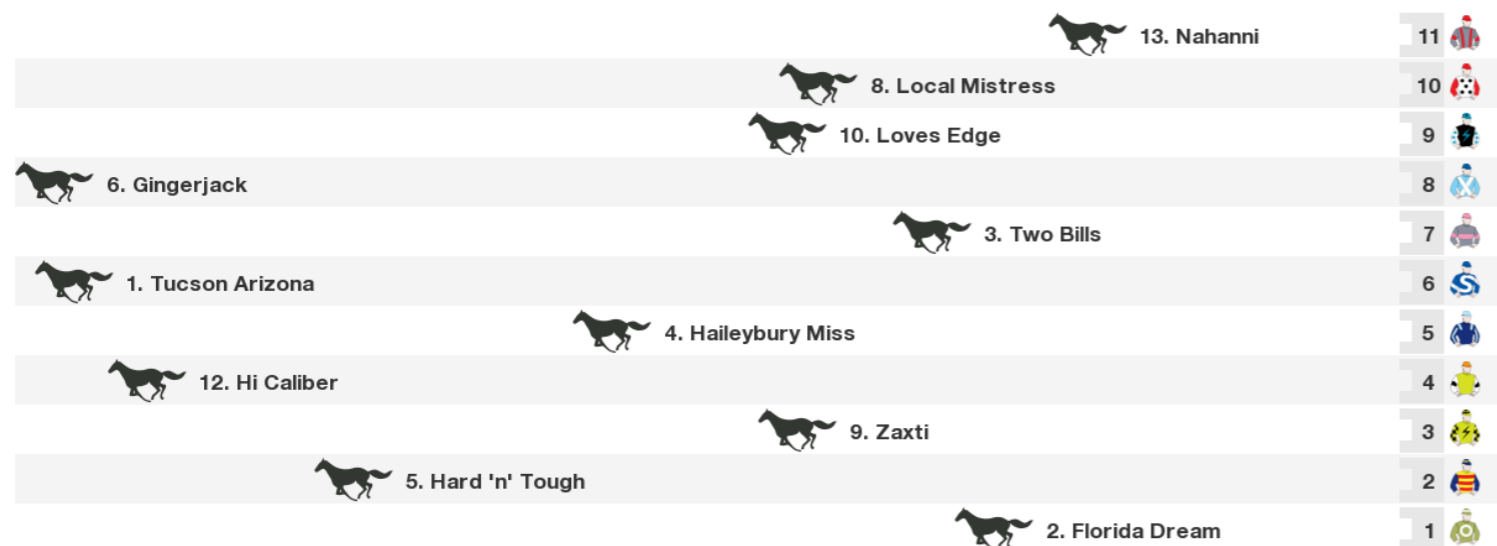 13. Nahanni 11
8. Local Mistress 10
10. Loves Edge 9
6. Gingerjack 8
3. Two Bills 7
1. Tucson Arizona 6
4. Haileybury Miss 5
12. Hi Caliber 4
9. Zaxti 3
5. Hard 'n' Tough 2
2. Florida Dream 1